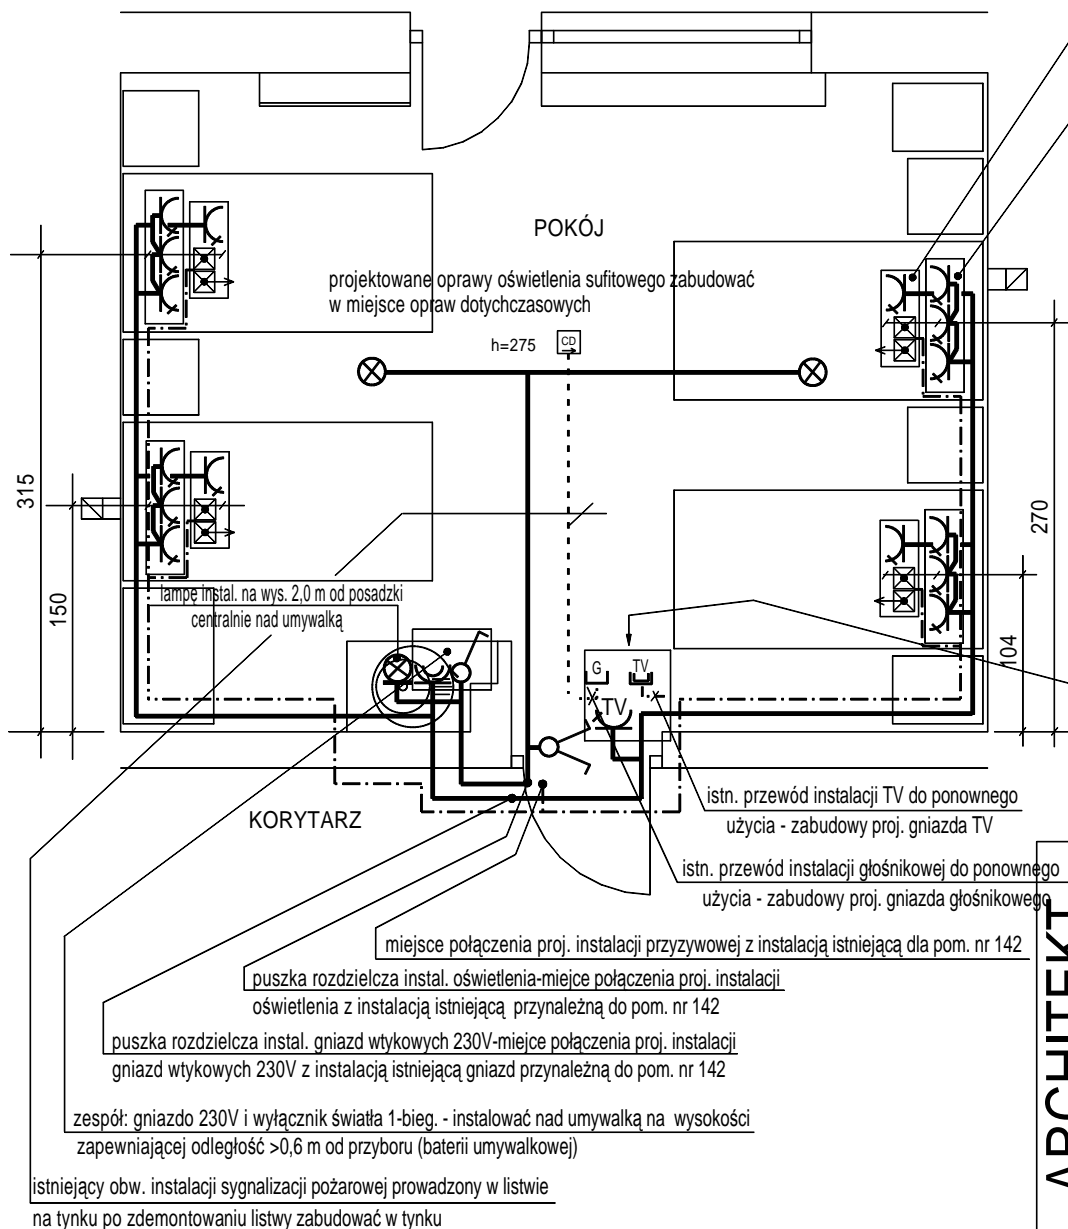 POKÓJ
projektowane oprawy oświetlenia sufitowego zabudować
w miejsce opraw dotychczasowych
h=275
CD
315
150
270
104
lampę instal. na wys. 2,0 m od posadzki
centralnie nad umywalką
G
TV
TV
KORYTARZ
istn. przewód instalacji TV do ponownego
użycia - zabudowy proj. gniazda TV
istn. przewód instalacji głośnikowej do ponownego
użycia - zabudowy proj. gniazda głośnikowego
miejsce połączenia proj. instalacji przyzywowej z instalacją istniejącą dla pom. nr 142
puszka rozdzielcza instal. oświetlenia-miejce połączenia proj. instalacji
oświetlenia z instalacją istniejącą przynależną do pom. nr 142
puszka rozdzielcza instal. gniazd wtykowych 230V-miejce połączenia proj. instalacji
gniazd wtykowych 230V z instalacją istniejącą gniazd przynależną do pom. nr 142
zespół: gniazdo 230V i wyłącznik światła 1-bieg. - instalować nad umywalką na wysokości
zapewniającej odległość >0,6 m od przyboru (baterii umywalkowej)
istniejący obw. instalacji sygnalizacji pożarowej prowadzony w listwie
na tynku po zdemontowaniu listwy zabudować w tynku
ARCHITEKT